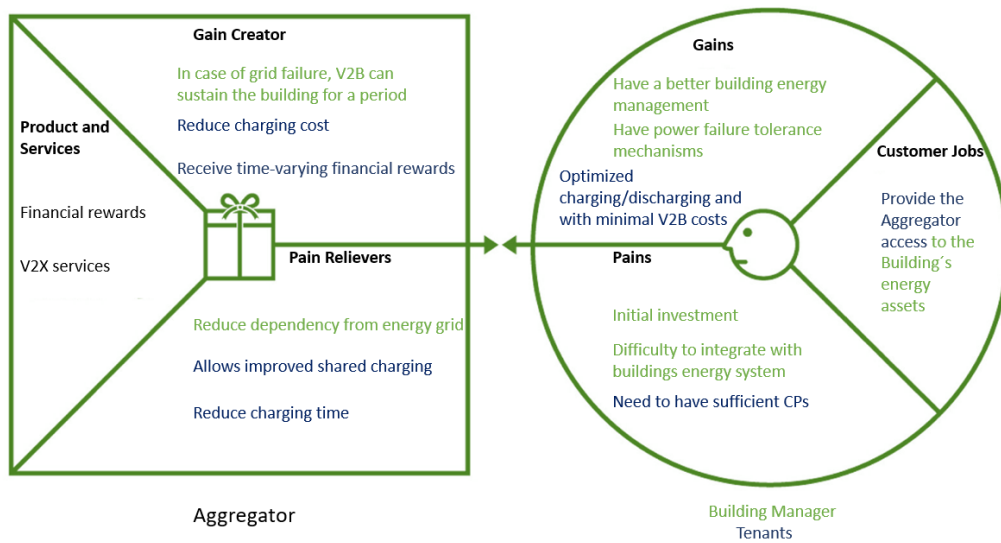 Gain Creator
In case of grid failure, V2B can
sustain the building for a period
Reduce charging cost
Receive time-varying financial rewards
Product and
Services
Financial rewards
V2X services
Pain Relievers
Reduce dependency from energy grid
Allows improved shared charging
Reduce charging time
Aggregator
Gains
Have a better building energy
management
Have power failure tolerance
mechanisms
Optimized
charging/discharging and
with minimal V2B costs
Customer Jobs
Provide the
Aggregator
access to the
Building´s
energy
assets
Pains
Initial investment
Difficulty to integrate with
buildings energy system
Need to have sufficient CPs
Building Manager
Tenants